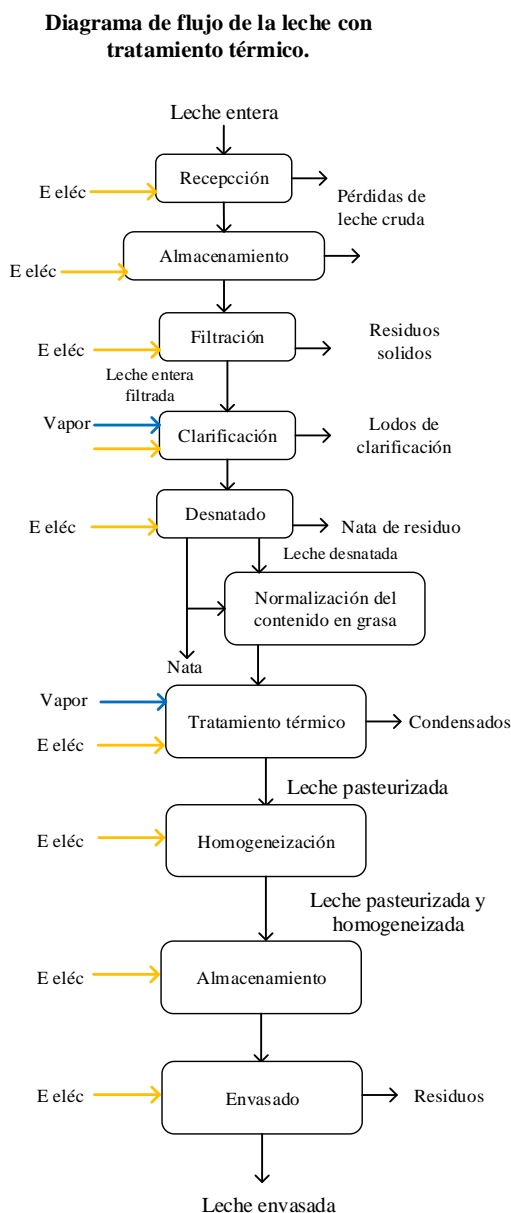 Diagrama de flujo de la leche con
tratamiento térmico.
Leche entera
E eléc
Recepcción
Pérdidas de
leche cruda
E eléc
Almacenamiento
E eléc
Filtración
Residuos
solidos
Leche entera
filtrada
Vapor
Clarificación
Lodos de
clarificación
E eléc
Desnatado
Nata de residuo
Leche desnatada
Normalización del
contenido en grasa
Nata
Vapor
E eléc
Tratamiento térmico
Condensados
Leche pasteurizada
E eléc
Homogeneización
Leche pasteurizada y
homogeneizada
E eléc
Almacenamiento
E eléc
Envasado
Residuos
Leche envasada